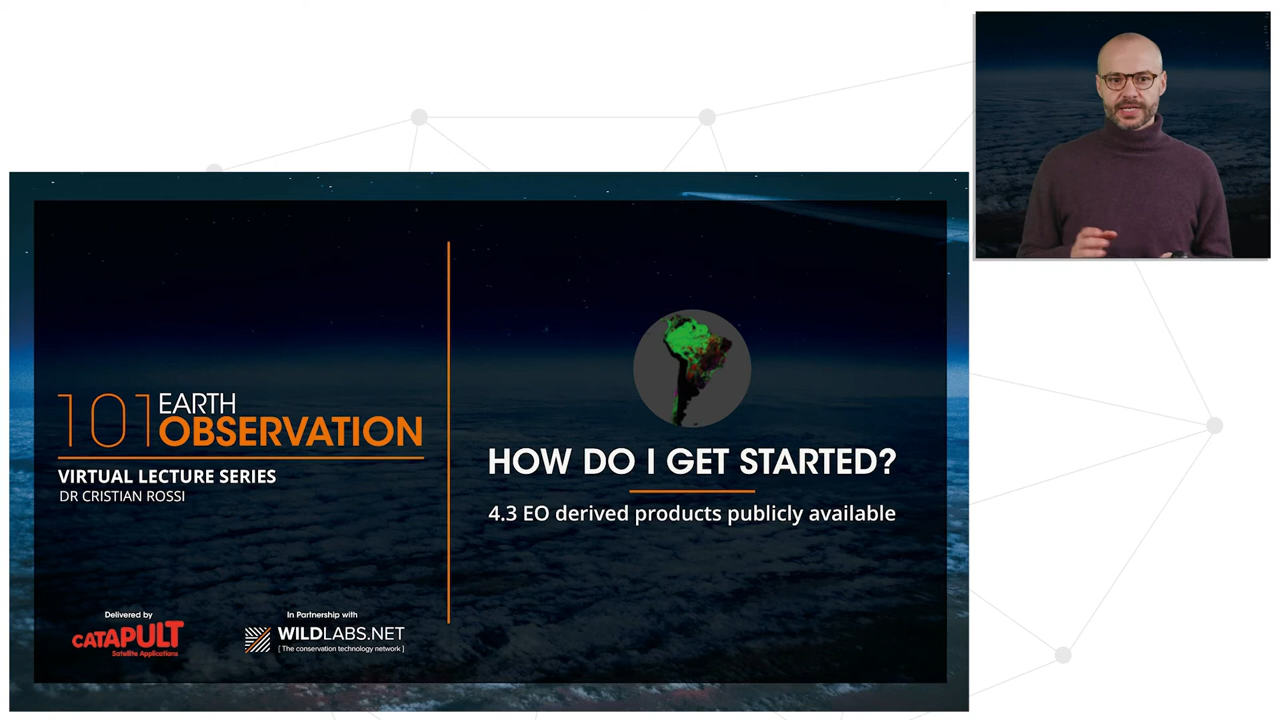 101 EARTH
OBSERVATION
VIRTUAL LECTURE SERIES
DR CRISTIAN ROSSI
HOW DO I GET STARTED?
4.3 EO derived products publicly available
Delivered by
CATAPULT
Satellite Applications
In Partnership with
WILDLABS.NET
[ The conservation technology network ]